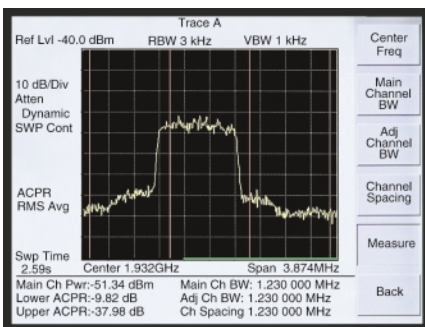 Trace A
Ref Lvl -40.0 dBm RBW 3 kHz VBW 1 kHz
10 dB/Div
Atten
Dynamic
SWP Cont
ACPR
RMS Avg
Swp Time
2.59s Center 1.932GHz Span 3.874MHz
Main Ch Pwr:-51.34 dBm Main Ch BW: 1.230 000 MHz
Lower ACPR:-9.82 dB Adj Ch BW: 1.230 000 MHz
Upper ACPR:-37.98 dB Ch Spacing 1.230 000 MHz
Center
Freq
Main
Channel
BW
Adj
Channel
BW
Channel
Spacing
Measure
Back